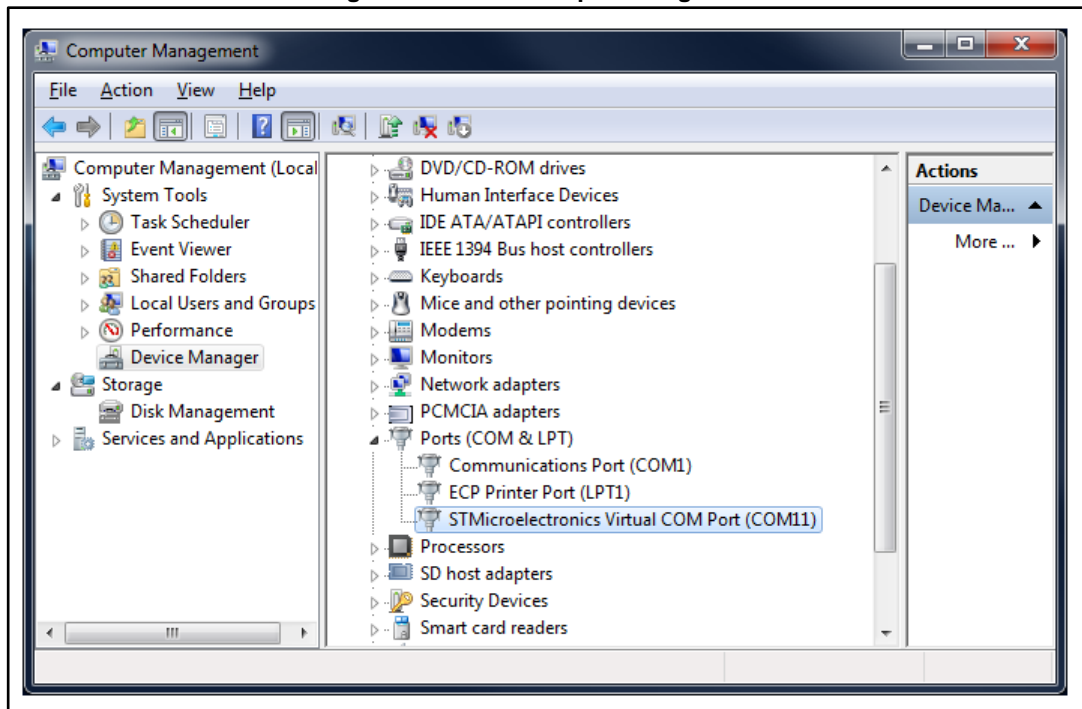 Computer Management
File Action View Help
Computer Management (Local
System Tools
Task Scheduler
Event Viewer
Shared Folders
Local Users and Groups
Performance
Device Manager
Storage
Disk Management
Services and Applications
DVD/CD-ROM drives
Human Interface Devices
IDE ATA/ATAPI controllers
IEEE 1394 Bus host controllers
Keyboards
Mice and other pointing devices
Modems
Monitors
Network adapters
PCMCIA adapters
Ports (COM & LPT)
Communications Port (COM1)
ECP Printer Port (LPT1)
STMicroelectronics Virtual COM Port (COM11)
Processors
SD host adapters
Security Devices
Smart card readers
Actions
Device Ma...
More ...